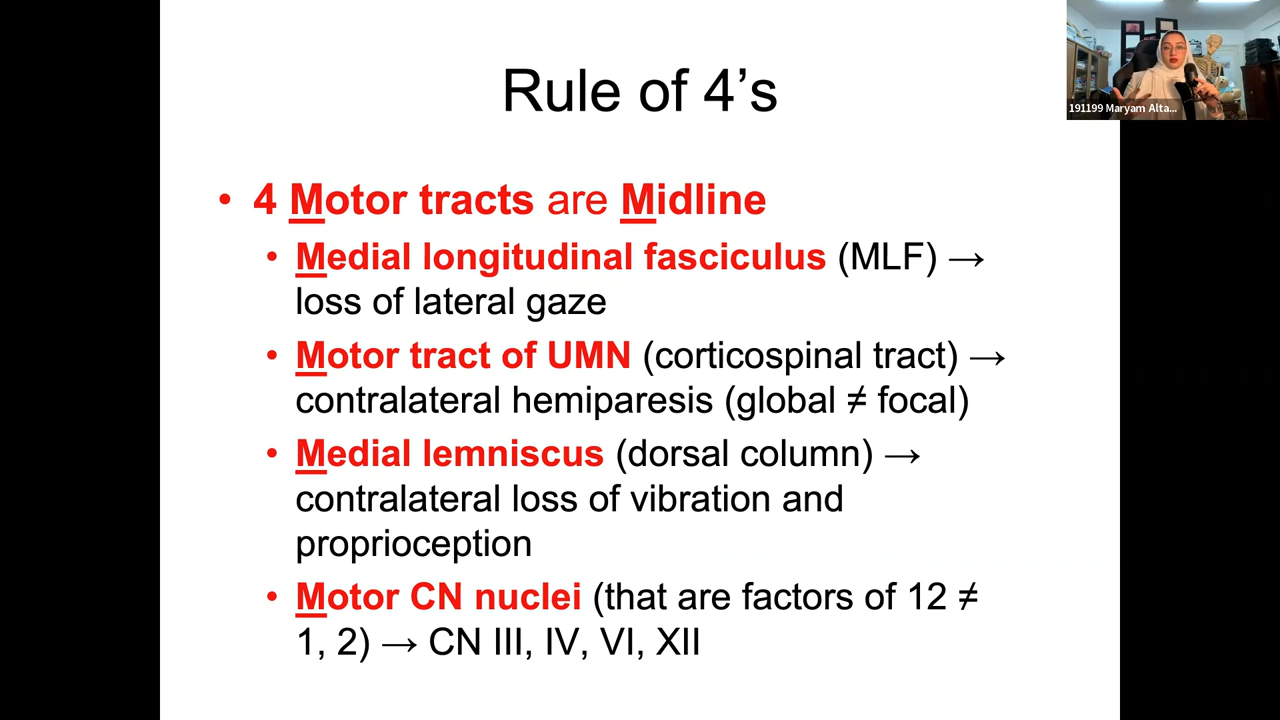 191199 Maryam Alta...
Rule of 4’s
• 4 Motor tracts are Midline
• Medial longitudinal fasciculus (MLF) →
loss of lateral gaze
• Motor tract of UMN (corticospinal tract) →
contralateral hemiparesis (global ≠ focal)
• Medial lemniscus (dorsal column) →
contralateral loss of vibration and
proprioception
• Motor CN nuclei (that are factors of 12 ≠
1, 2) → CN III, IV, VI, XII